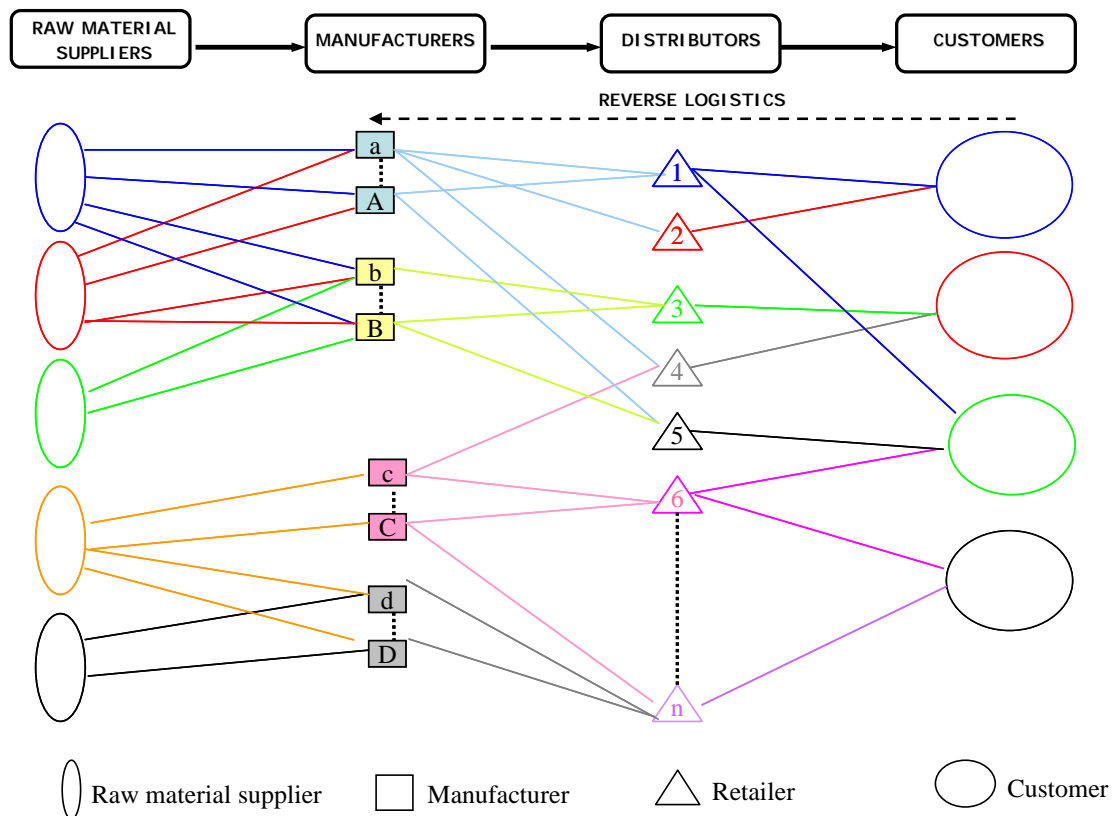 RAW MATERIAL
SUPPLIERS
MANUFACTURERS
DISTRIBUTORS
CUSTOMERS
REVERSE LOGISTICS
a
A
b
B
c
C
d
D
1
2
3
4
5
6
n
Raw material supplier
Manufacturer
Retailer
Customer